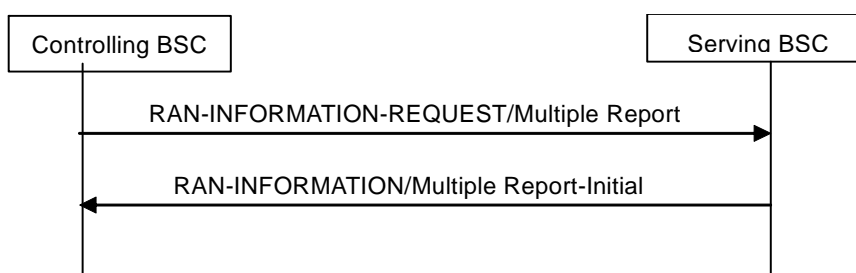 Controlling BSC
Serving BSC
RAN-INFORMATION-REQUEST/Multiple Report
RAN-INFORMATION/Multiple Report-Initial